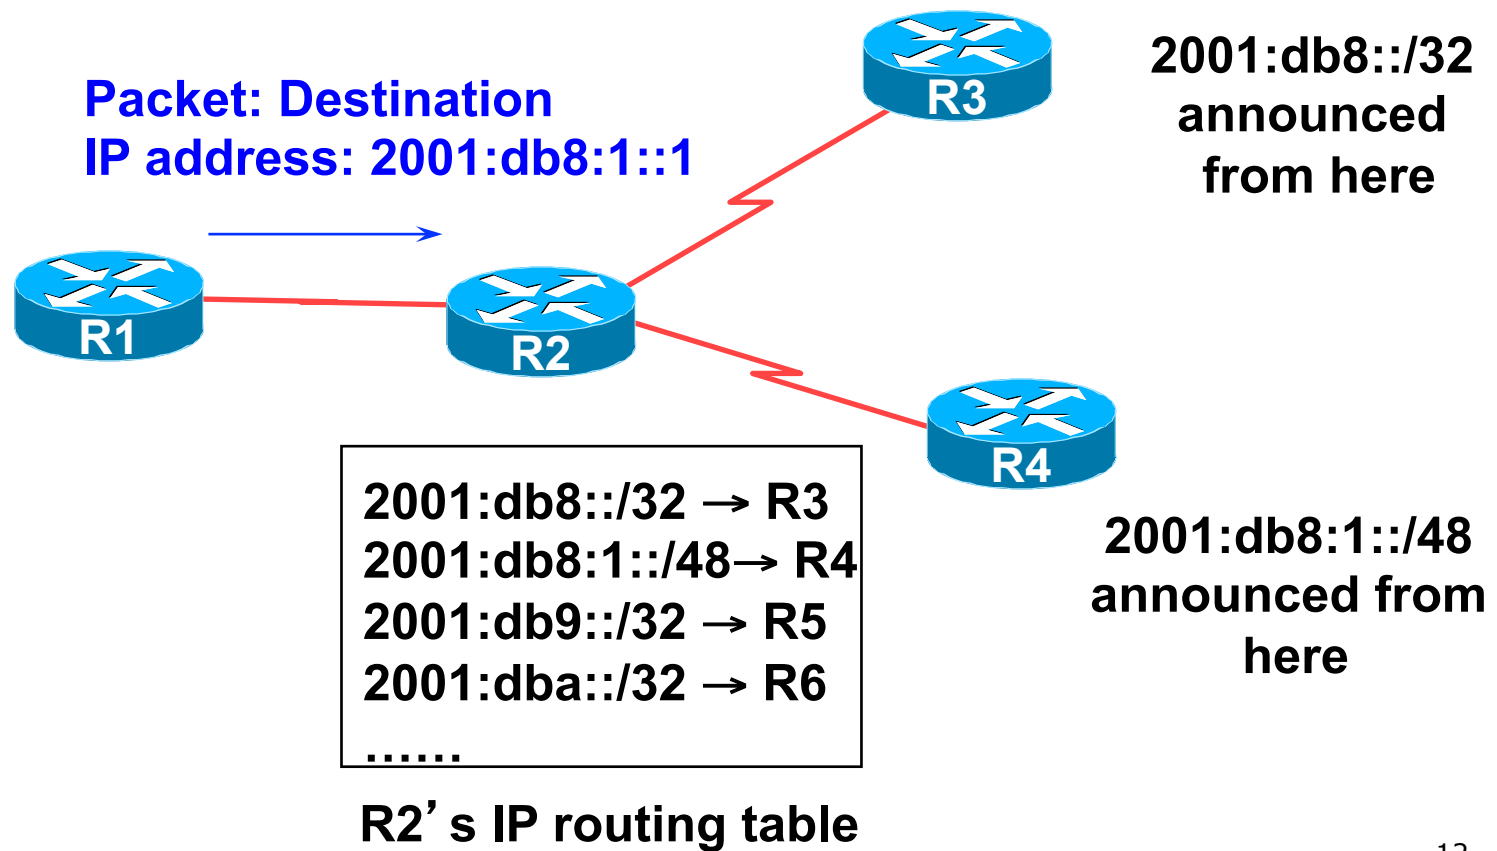 Packet: Destination
IP address: 2001:db8:1::1
R3
2001:db8::/32
announced
from here
R1
R2
R4
2001:db8:1::/48
announced from
here
2001:db8::/32 → R3
2001:db8:1::/48→ R4
2001:db9::/32 → R5
2001:dba::/32 → R6
……
R2’s IP routing table